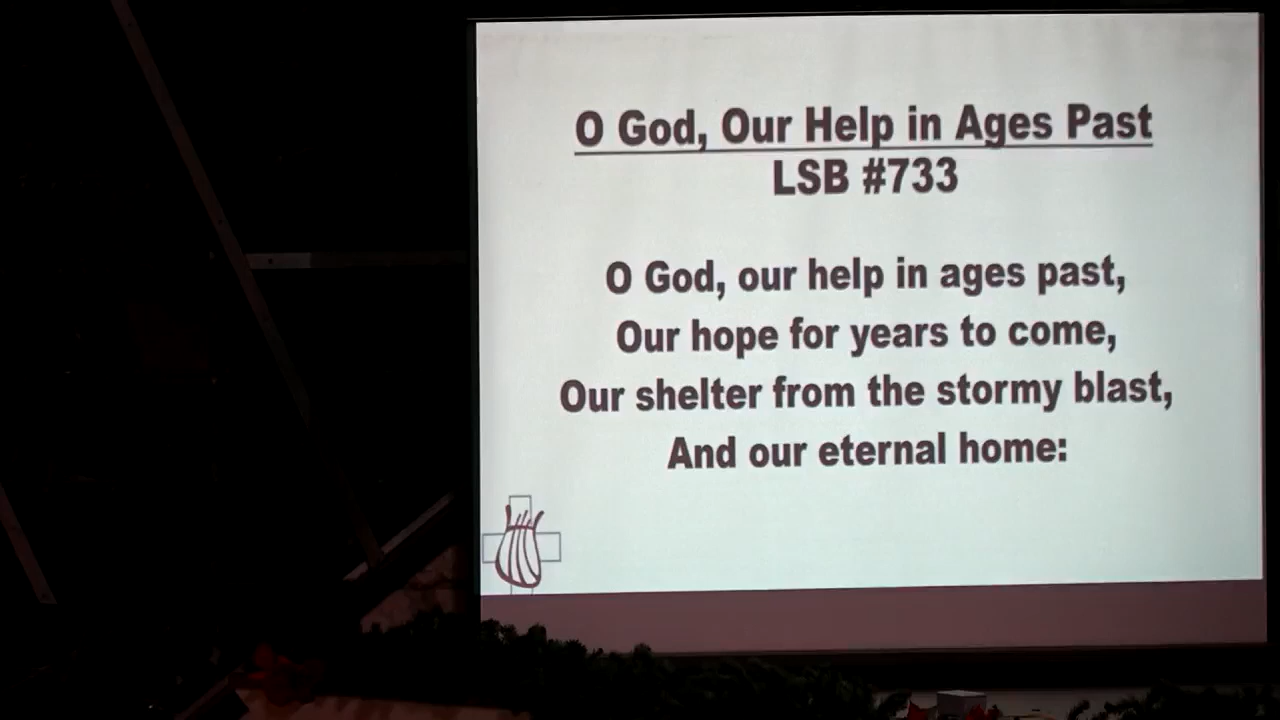 O God, Our Help in Ages Past
LSB #733
O God, our help in ages past,
Our hope for years to come,
Our shelter from the stormy blast,
And our eternal home: